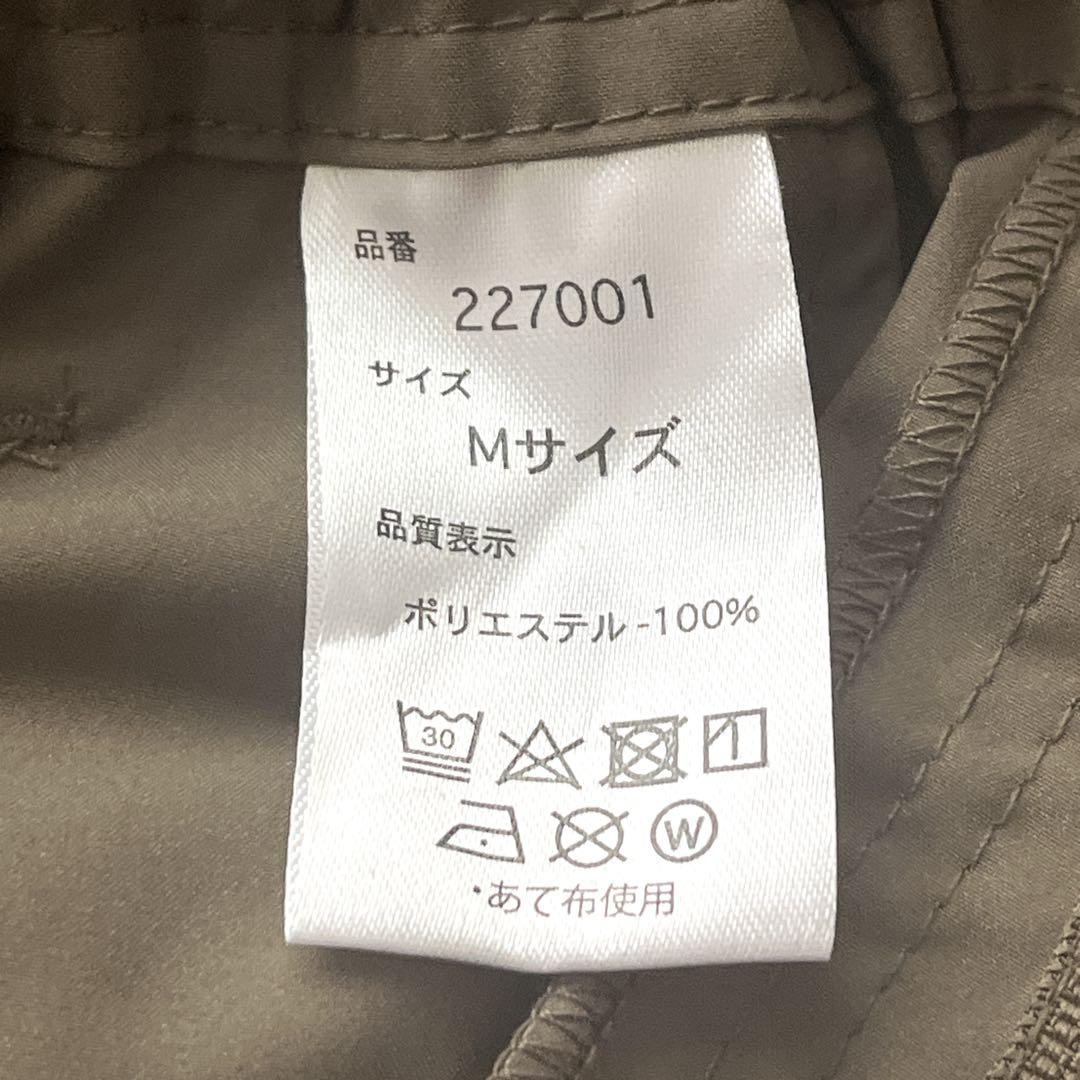 品番
227001
サイズ
Mサイズ
品質表示
ポリエステル -100%
30
W
*あて布使用